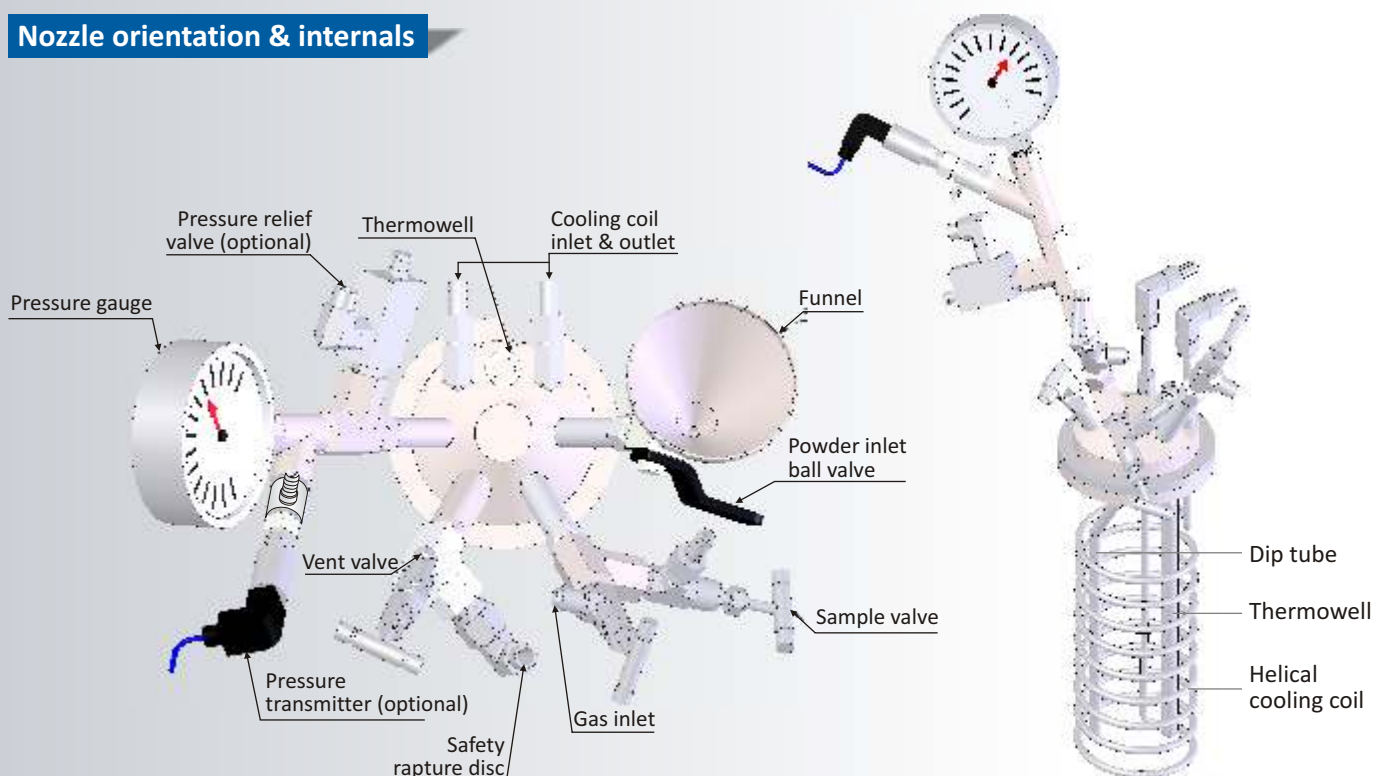 Nozzle orientation & internals
Pressure relief
valve (optional)
Thermowell
Cooling coil
inlet & outlet
Pressure gauge
Funnel
Powder inlet
ball valve
Vent valve
Sample valve
Pressure
transmitter (optional)
Gas inlet
Safety
rapture disc
Dip tube
Thermowell
Helical
cooling coil